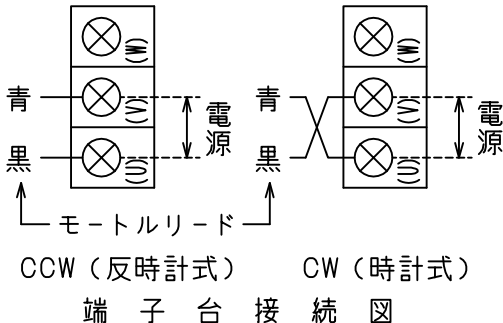 (W) (W)
青 (V) 電源 青 (V) 電源
黒 (U) 黒 (U)
モートルリード
CCW(反時計式) CW(時計式)
端子台接続図